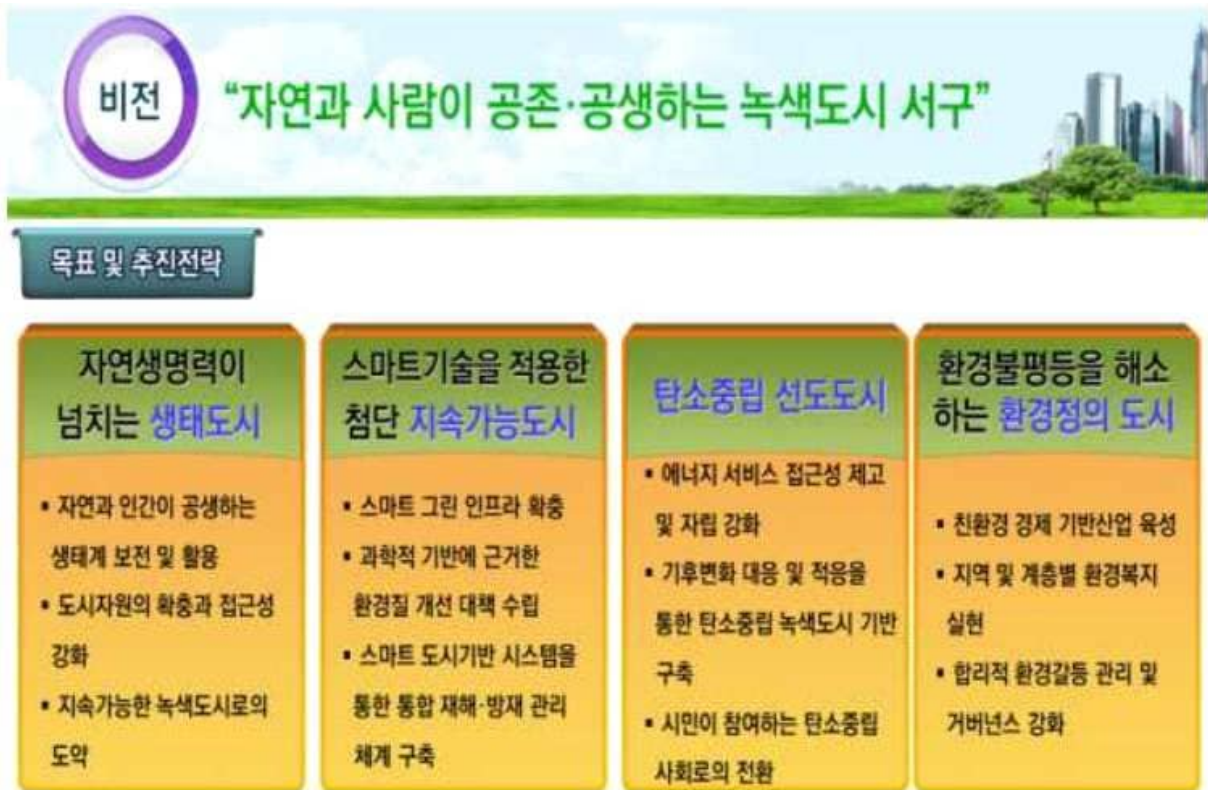 비전
“자연과 사람이 공존·공생하는 녹색도시 서구”
목표 및 추진전략
자연생명력이
넘치는 생태도시
▪ 자연과 인간이 공생하는
생태계 보전 및 활용
▪ 도시자원의 확충과 접근성
강화
▪ 지속가능한 녹색도시로의
도약
스마트기술을 적용한
첨단 지속가능도시
▪ 스마트 그린 인프라 확충
▪ 과학적 기반에 근거한
환경질 개선 대책 수립
▪ 스마트 도시기반 시스템을
통한 통합 재해·방재 관리
체계 구축
탄소중립 선도도시
▪ 에너지 서비스 접근성 제고
및 자립 강화
▪ 기후변화 대응 및 적응을
통한 탄소중립 녹색도시 기반
구축
▪ 시민이 참여하는 탄소중립
사회로의 전환
환경불평등을 해소
하는 환경정의 도시
▪ 친환경 경제 기반산업 육성
▪ 지역 및 계층별 환경복지
실현
▪ 합리적 환경갈등 관리 및
거버넌스 강화